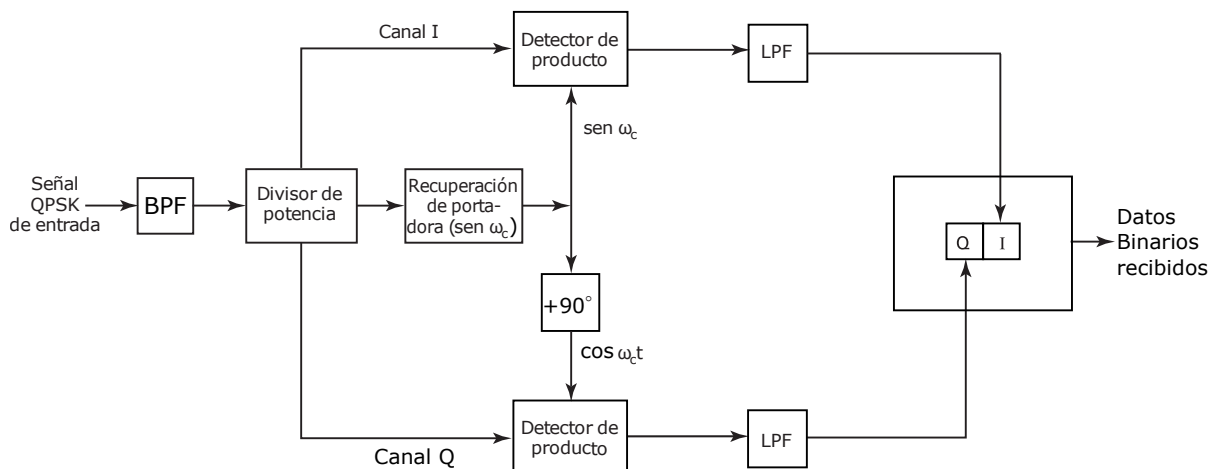 Canal I
Detector de
producto
LPF
sen ωc
Señal
QPSK
de entrada
BPF
Divisor de
potencia
Recuperación
de porta-
dora (sen ωc)
Q I
Datos
Binarios
recibidos
+90°
cos ωct
Canal Q
Detector de
producto
LPF